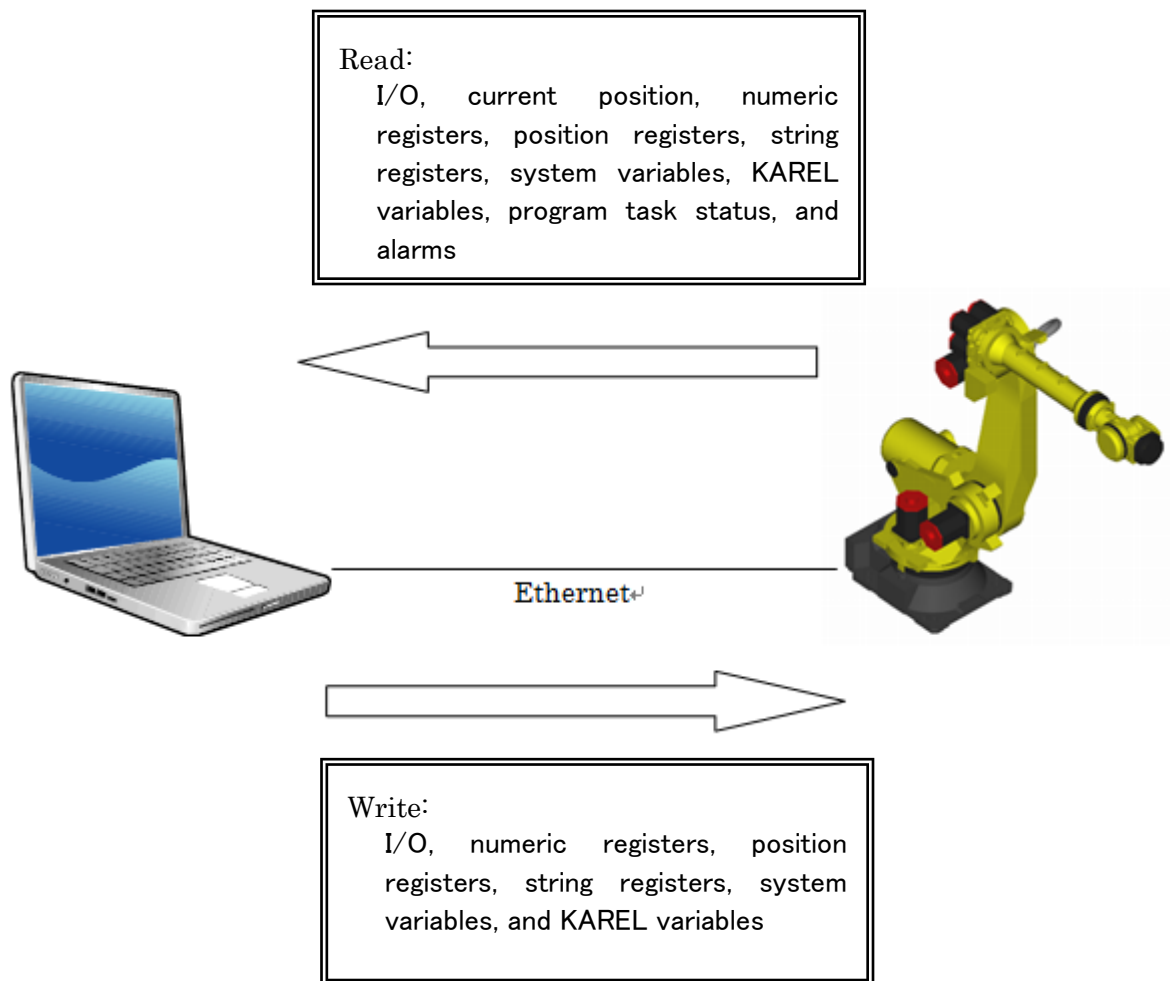 Read:
I/O, current position, numeric
registers, position registers, string
registers, system variables, KAREL
variables, program task status, and
alarms
Ethernet↵
Write:
I/O, numeric registers, position
registers, string registers, system
variables, and KAREL variables